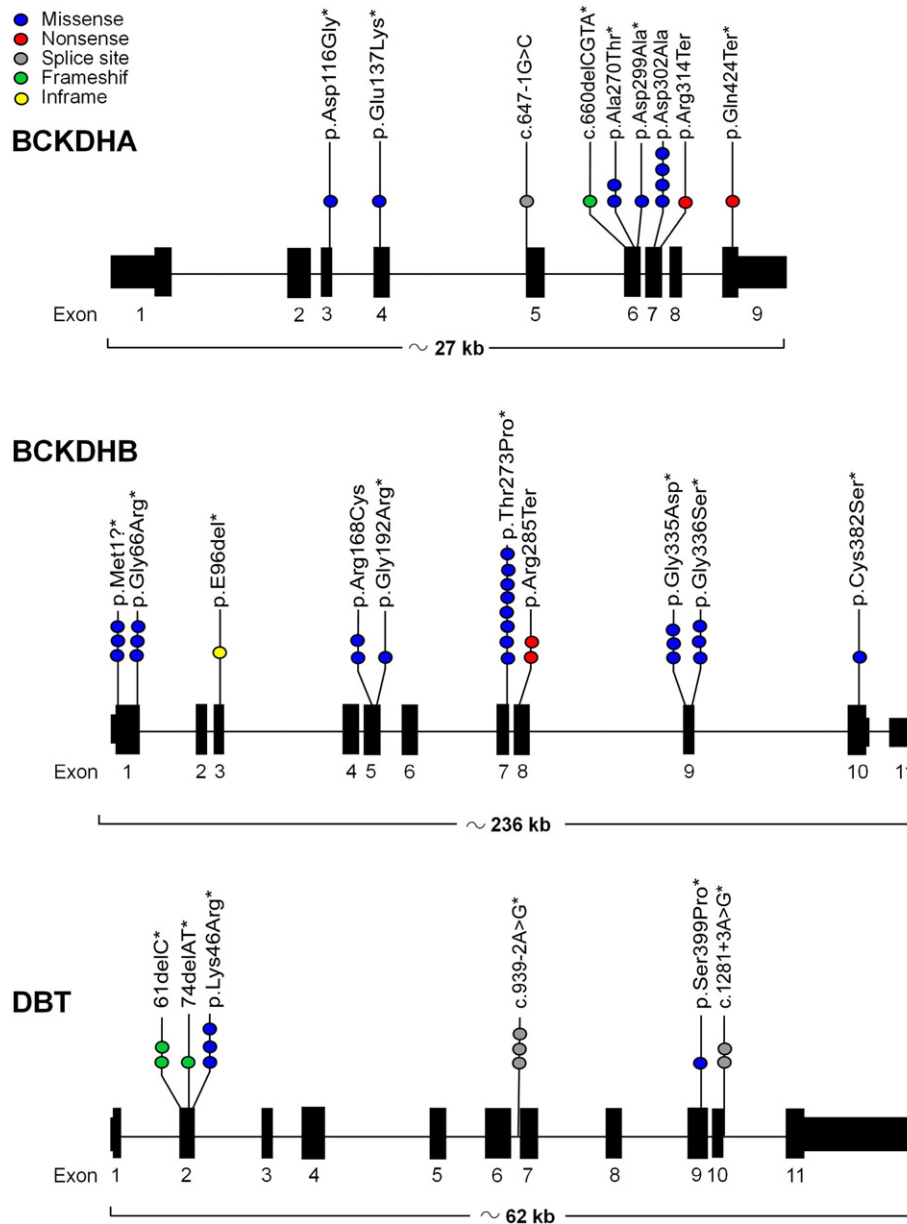 Missense
Nonsense
Splice site
Frameshif
Inframe
BCKDHA
p.Asp116Gly*
p.Glu137Lys*
c.647-1G>C
c.660delCGTA*
p.Ala270Thr*
p.Asp299Ala*
p.Asp302Ala
p.Arg314Ter
p.Gln424Ter*
Exon 1 2 3 4 5 6 7 8 9
~ 27 kb
BCKDHB
p.Met1?*
p.Gly66Arg*
p.E96del*
p.Arg168Cys
p.Gly192Arg*
p.Thr273Pro*
p.Arg285Ter
p.Gly335Asp*
p.Gly336Ser*
p.Cys382Ser*
Exon 1 2 3 4 5 6 7 8 9 10 11
~ 236 kb
DBT
61delC*
74delAT*
p.Lys46Arg*
c.939-2A>G*
p.Ser399Pro*
c.1281+3A>G*
Exon 1 2 3 4 5 6 7 8 9 10 11
~ 62 kb